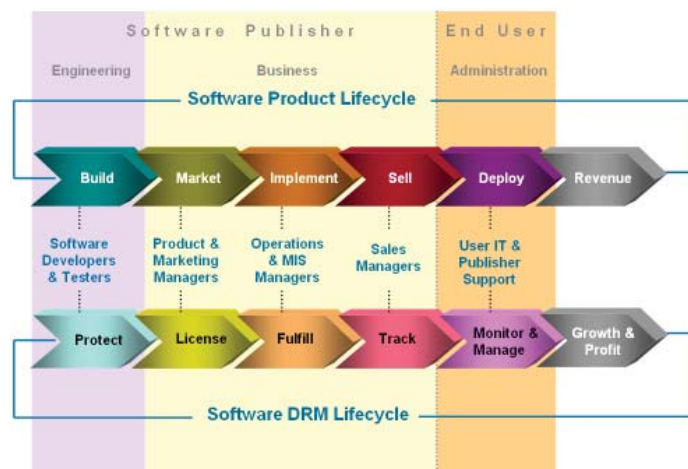 Software Publisher
End User
Engineering
Business
Administration
Software Product Lifecycle
Build
Market
Implement
Sell
Deploy
Revenue
Software
Developers
& Testers
Product &
Marketing
Managers
Operations
& MIS
Managers
Sales
Managers
User IT &
Publisher
Support
Protect
License
Fulfill
Track
Monitor &
Manage
Growth &
Profit
Software DRM Lifecycle